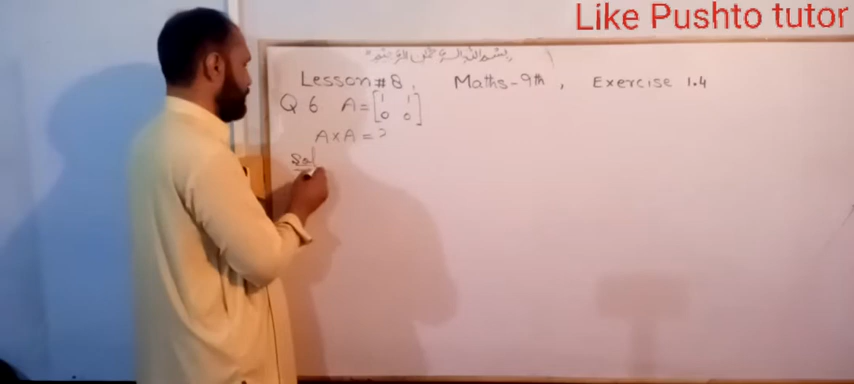 Like Pushto tutor
بسم الله الرحمن الرحيم
Lesson # 8, Maths - 9th, Exercise 1.4
Q 6 A = [1 1
0 0]
A × A = ?
Sol